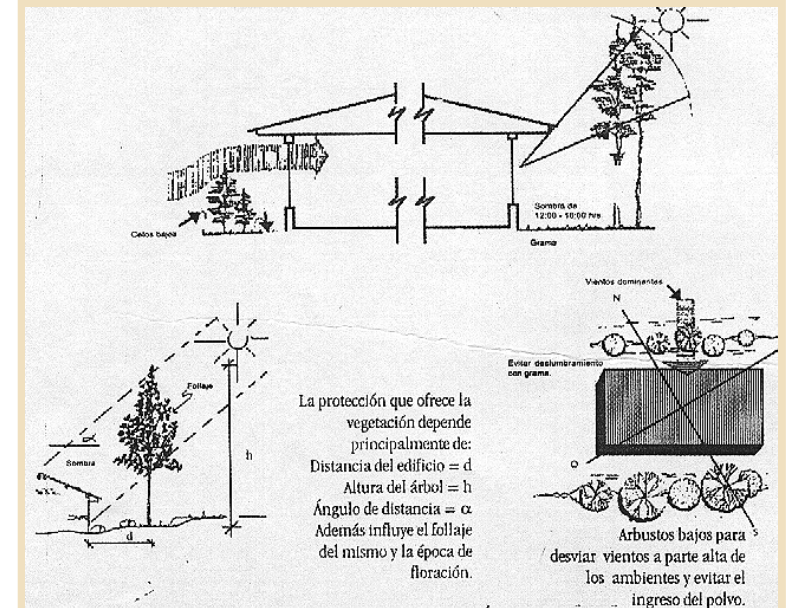 Sombra de
12:00 - 18:00 hrs
Grama
Cetos bajos
Vientos dominantes
N
Evitar deslumbramiento
con grama.
O
S
Follaje
α
Sombra
h
d
La protección que ofrece la
vegetación depende
principalmente de:
Distancia del edificio = d
Altura del árbol = h
Ángulo de distancia = α
Además influye el follaje
del mismo y la época de
floración.
Arbustos bajos para
desviar vientos a parte alta de
los ambientes y evitar el
ingreso del polvo.